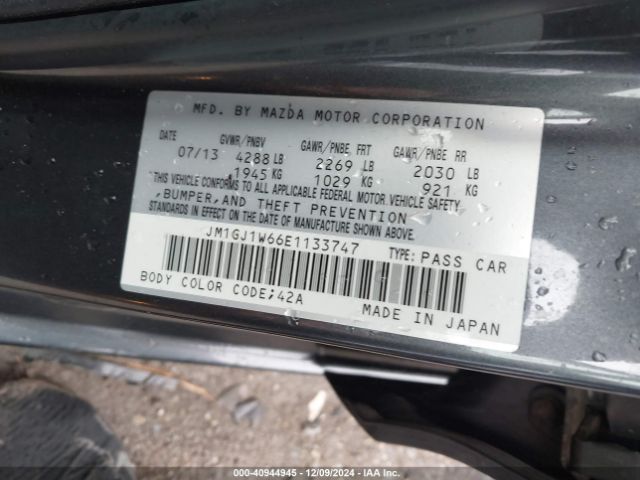 MFD. BY MAZDA MOTOR CORPORATION
DATE GVWR/PNBV GAWR/PNBE FRT GAWR/PNBE RR
07/13 4288 LB 2269 LB 2030 LB
1945 KG 1029 KG 921 KG
THIS VEHICLE CONFORMS TO ALL APPLICABLE FEDERAL MOTOR VEHICLE SAFETY
,BUMPER,AND THEFT PREVENTION
STANDARDS IN EFFECT ON THE DATE OF MANUFACTURE SHOWN ABOVE.
JM1GJ1W66E1133747 TYPE: PASS CAR
BODY COLOR CODE;42A
MADE IN JAPAN
000-40944945 - 12/09/2024 - IAA Inc.